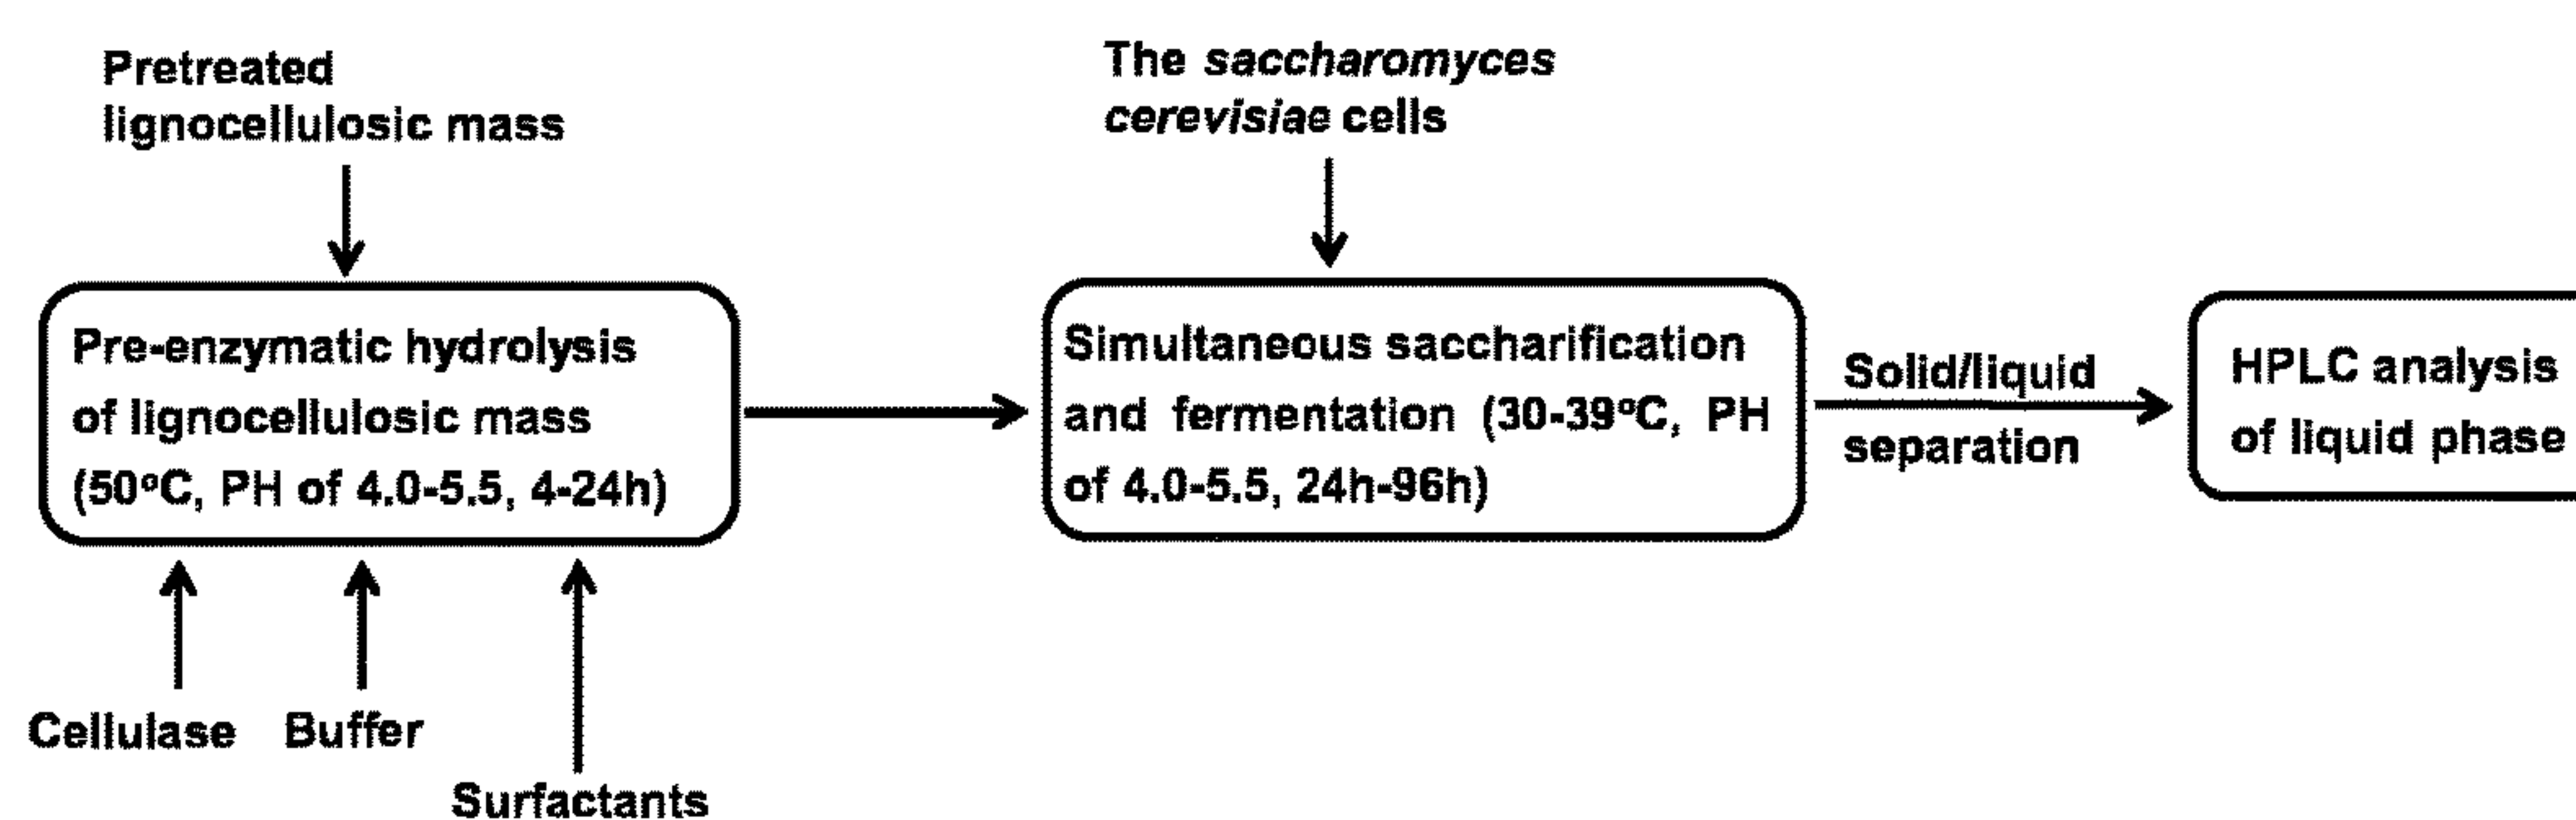 Pretreated
lignocellulosic mass
The saccharomyces
cerevisiae cells
Pre-enzymatic hydrolysis
of lignocellulosic mass
(50°C, PH of 4.0-5.5, 4-24h)
Simultaneous saccharification
and fermentation (30-39°C, PH
of 4.0-5.5, 24h-96h)
Solid/liquid
separation
HPLC analysis
of liquid phase
Cellulase
Buffer
Surfactants